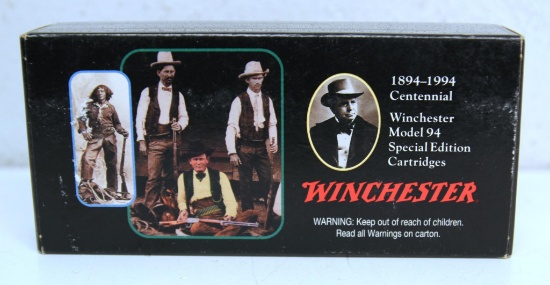 1894–1994
Centennial
Winchester
Model 94
Special Edition
Cartridges
WINCHESTER
WARNING: Keep out of reach of children.
Read all Warnings on carton.